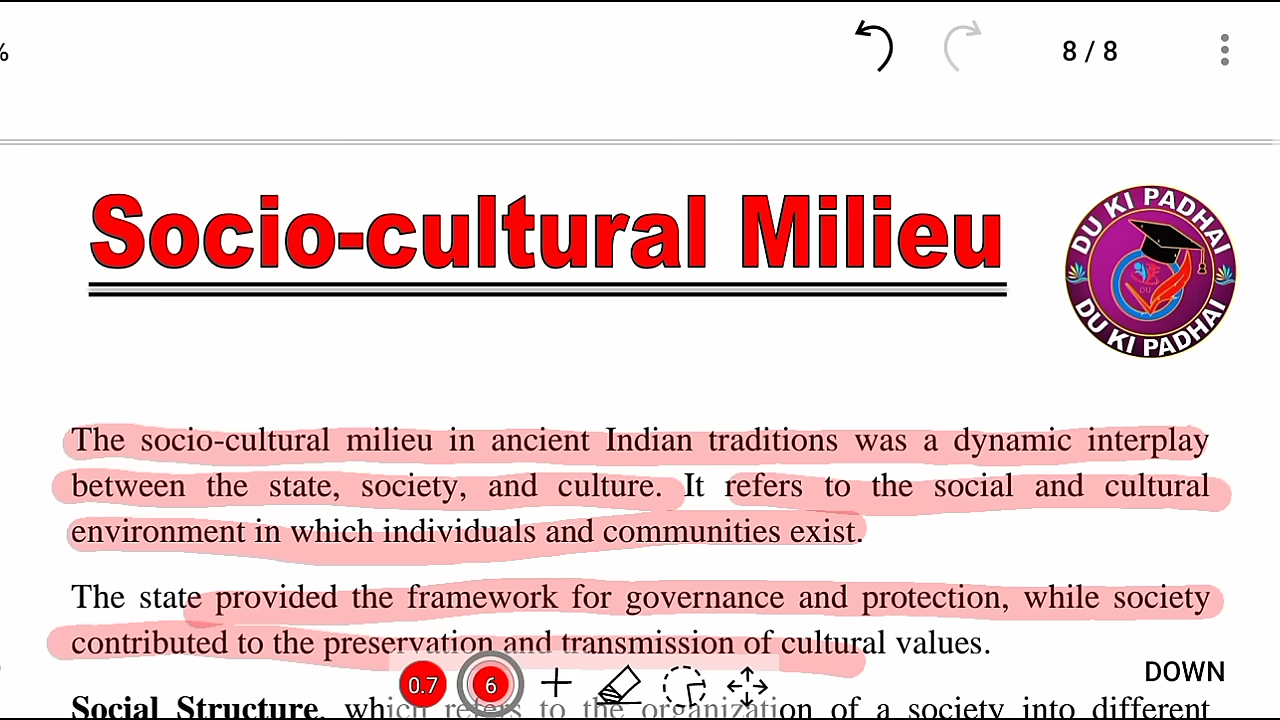 %
8 / 8
Socio-cultural Milieu
DU KI PADHAI
DU
DU KI PADHAI
The socio-cultural milieu in ancient Indian traditions was a dynamic interplay
between the state, society, and culture. It refers to the social and cultural
environment in which individuals and communities exist.
The state provided the framework for governance and protection, while society
contributed to the preservation and transmission of cultural values.
0.7
6
DOWN
Social Structure, which refers to the organization of a society into different